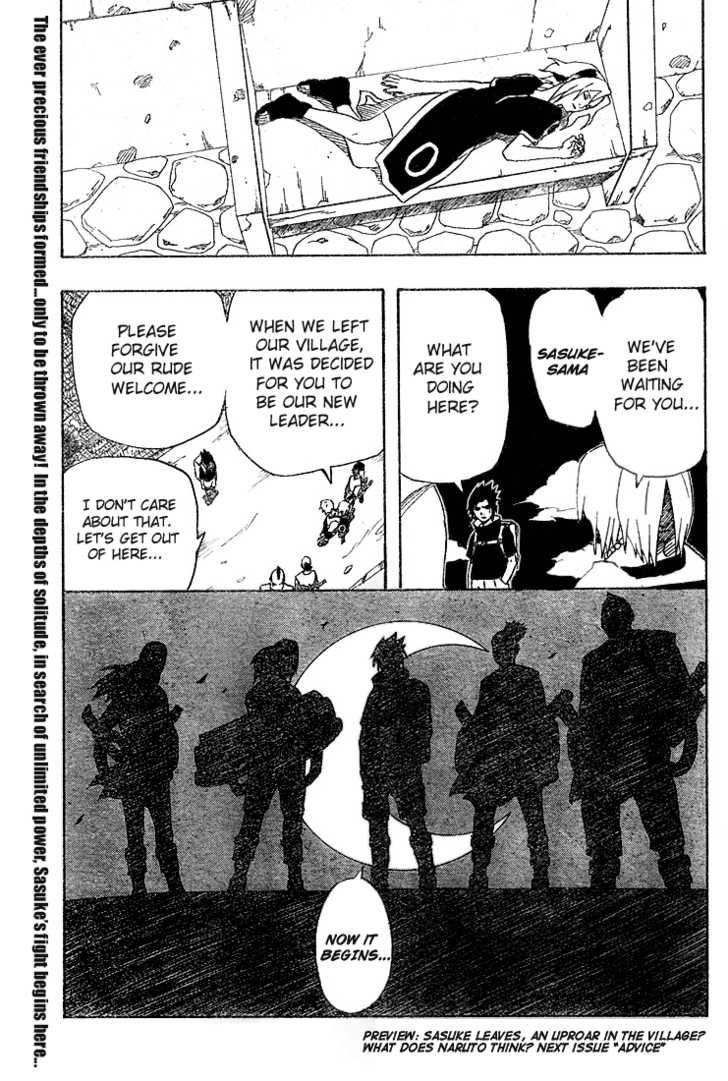 WE'VE
BEEN
WAITING
FOR YOU...
SASUKE-
SAMA
WHAT
ARE YOU
DOING
HERE?
WHEN WE LEFT
OUR VILLAGE,
IT WAS DECIDED
FOR YOU TO
BE OUR NEW
LEADER...
PLEASE
FORGIVE
OUR RUDE
WELCOME...
I DON'T CARE
ABOUT THAT.
LET'S GET OUT
OF HERE...
NOW IT
BEGINS...
The ever precious friendships formed...only to be thrown away! In the depths of solitude, in search of unlimited power, Sasuke's fight begins here...
PREVIEW: SASUKE LEAVES, AN UPROAR IN THE VILLAGE?
WHAT DOES NARUTO THINK? NEXT ISSUE "ADVICE"